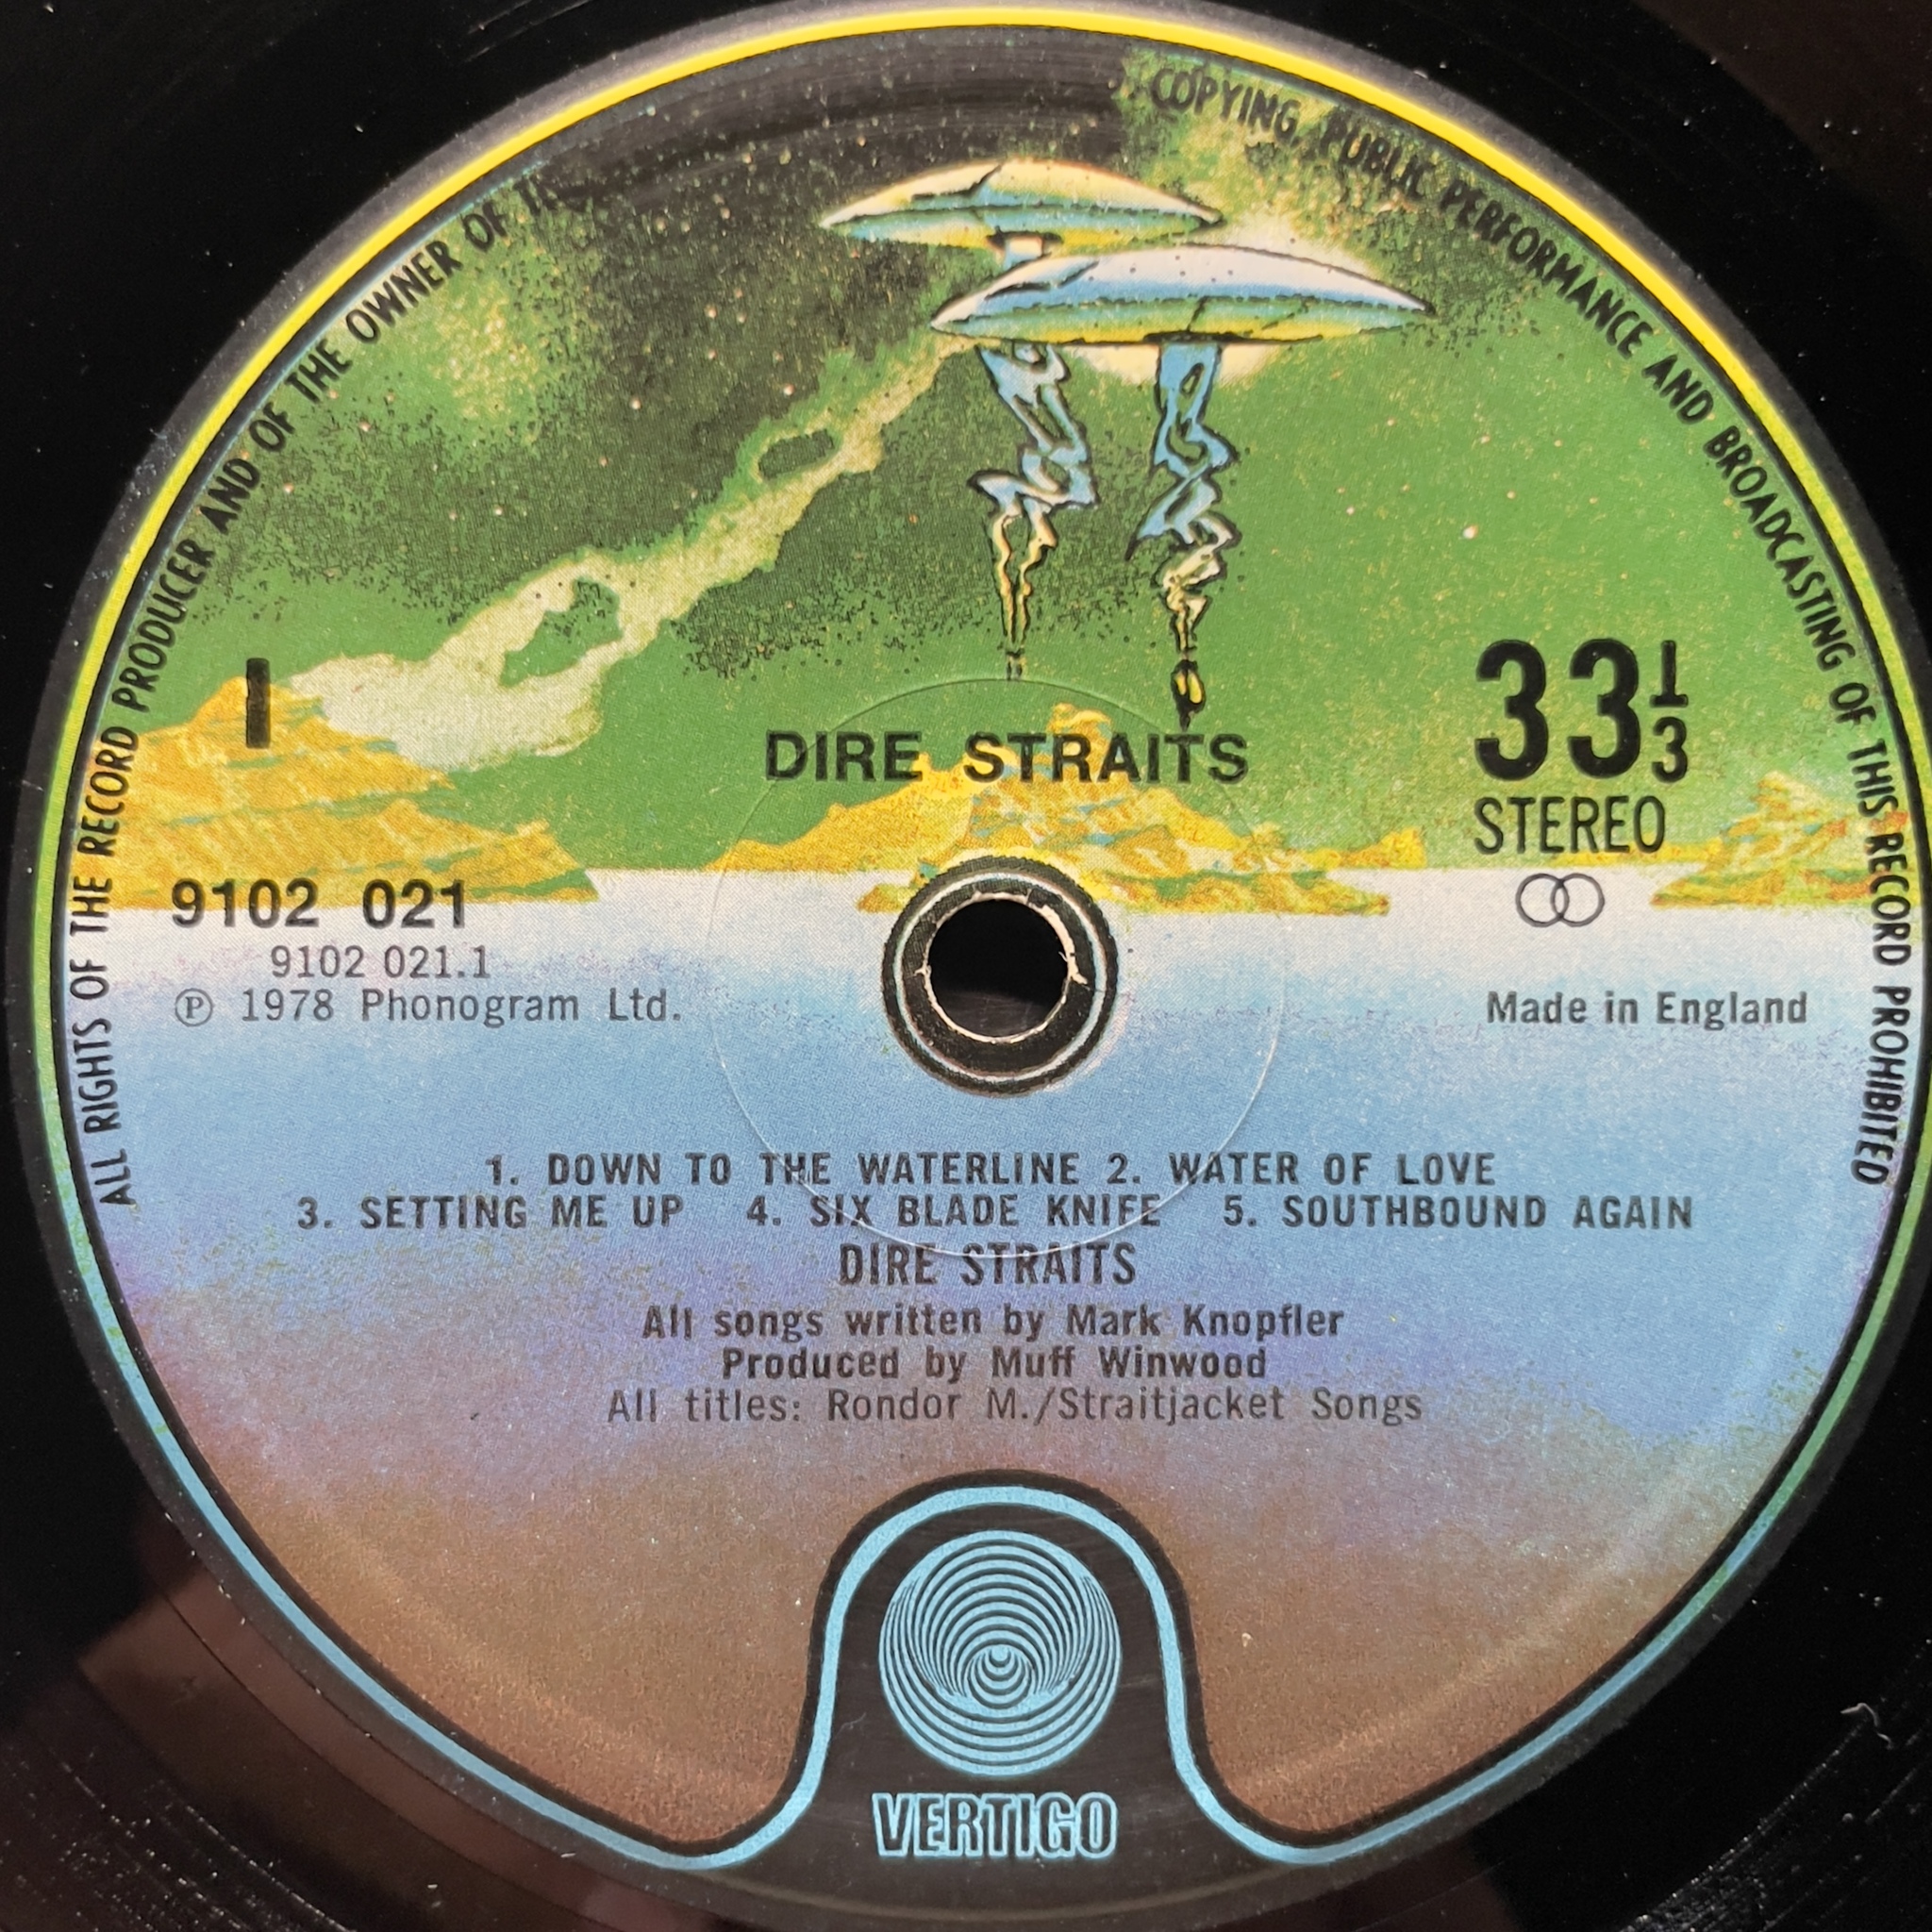 ALL RIGHTS OF THE RECORD PRODUCER AND OF THE OWNER OF
COPYING, PUBLIC PERFORMANCE AND BROADCASTING OF THIS RECORD PROHIBITED
1
DIRE STRAITS
33 1/3
STEREO
9102 021
9102 021.1
℗ 1978 Phonogram Ltd.
Made in England
1. DOWN TO THE WATERLINE 2. WATER OF LOVE
3. SETTING ME UP 4. SIX BLADE KNIFE 5. SOUTHBOUND AGAIN
DIRE STRAITS
All songs written by Mark Knopfler
Produced by Muff Winwood
All titles: Rondor M./Straitjacket Songs
VERTIGO